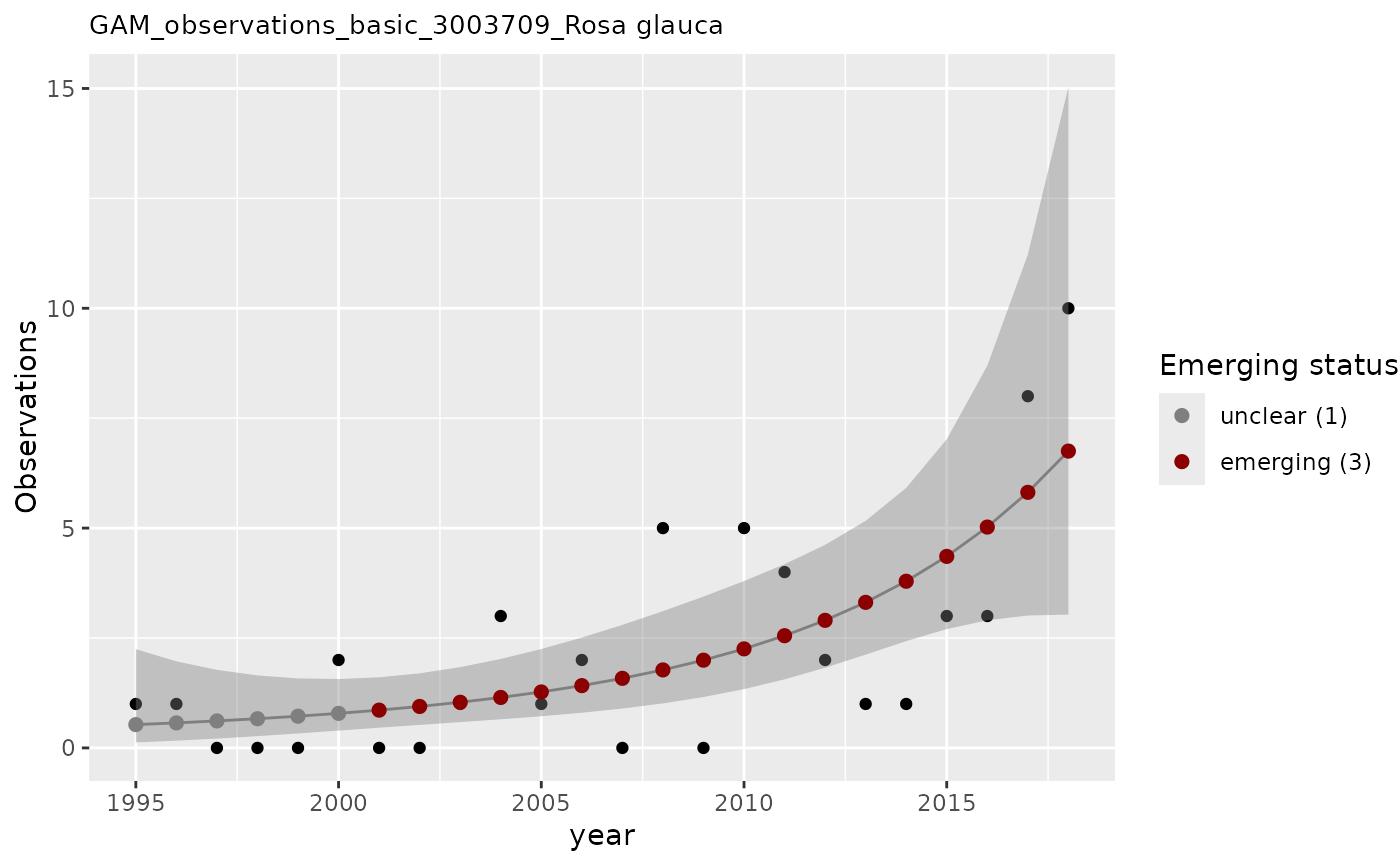 GAM_observations_basic_3003709_Rosa glauca
15
10
5
0
Observations
1995 2000 2005 2010 2015
year
Emerging status
unclear (1)
emerging (3)